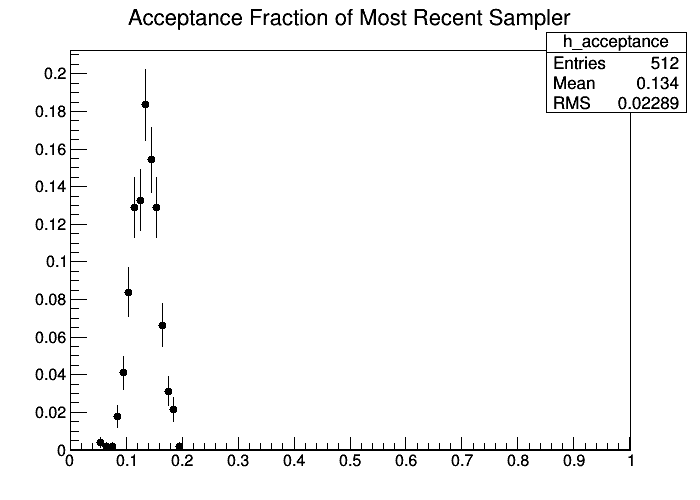 Acceptance Fraction of Most Recent Sampler
h_acceptance
Entries 512
Mean 0.134
RMS 0.02289
0.2
0.18
0.16
0.14
0.12
0.1
0.08
0.06
0.04
0.02
0
0 0.1 0.2 0.3 0.4 0.5 0.6 0.7 0.8 0.9 1